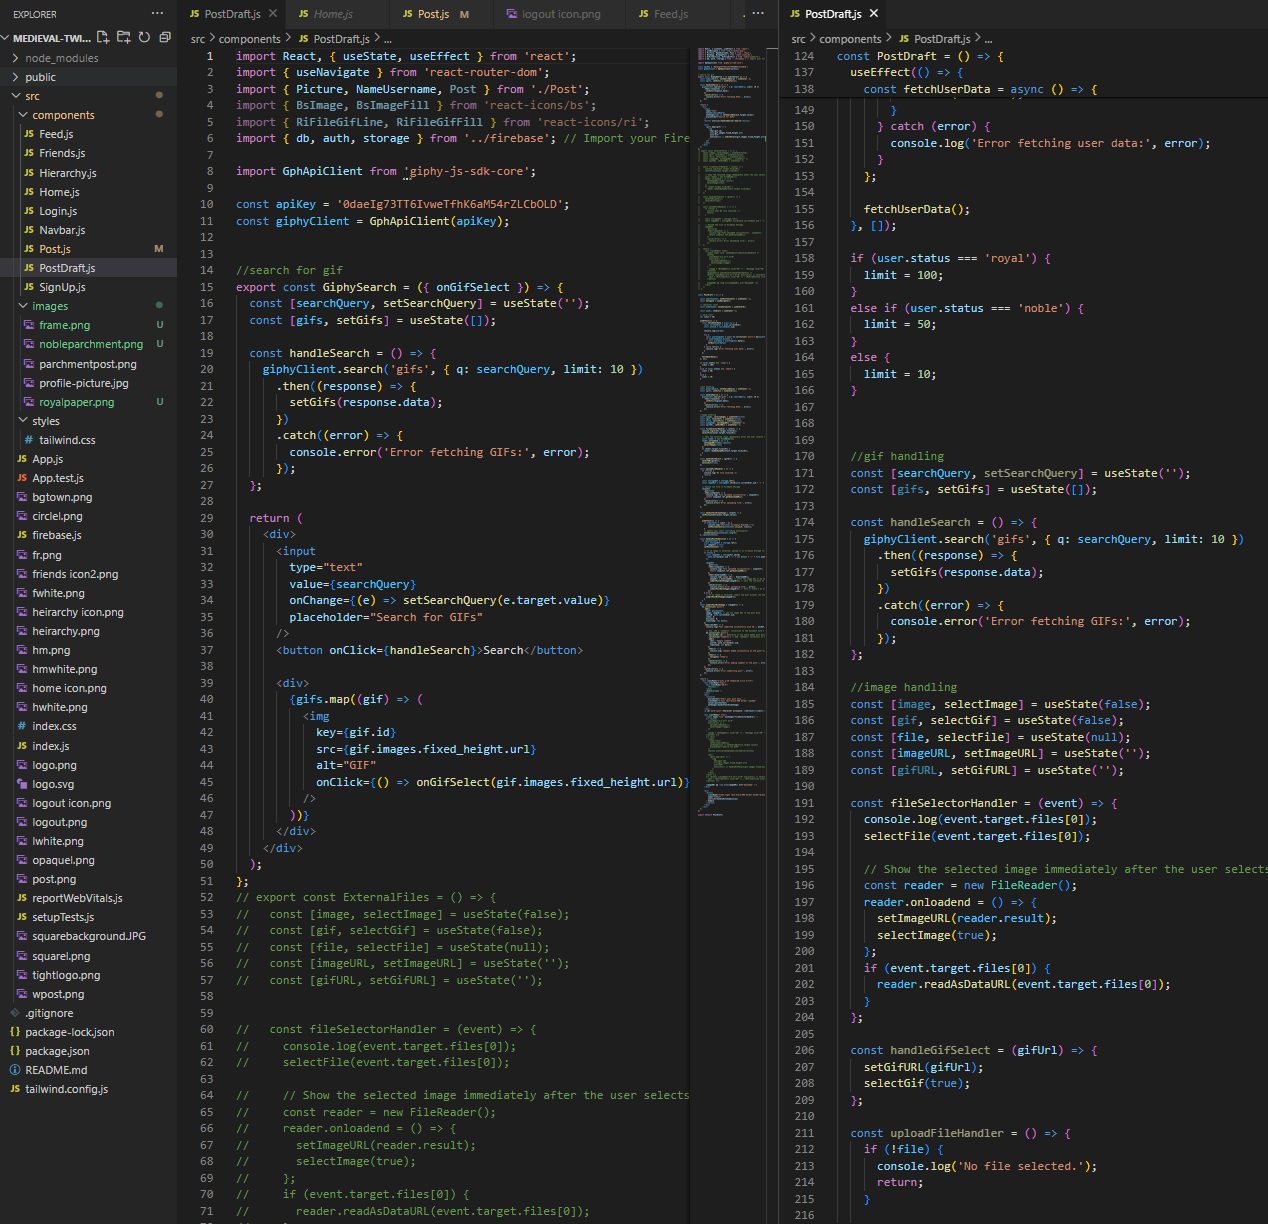 EXPLORER
MEDIEVAL-TWI...
node_modules
public
src
components
Feed.js
Friends.js
Hierarchy.js
Home.js
Login.js
Navbar.js
Post.js M
PostDraft.js
SignUp.js
images
frame.png U
nobleparchment.png U
parchmentpost.png
profile-picture.jpg
royalpaper.png U
styles
tailwind.css
App.js
App.test.js
bgtown.png
circlel.png
firebase.js
fr.png
friends icon2.png
fwhite.png
heirarchy icon.png
heirarchy.png
hm.png
hmwhite.png
home icon.png
hwhite.png
index.css
index.js
logo.png
logo.svg
logout icon.png
logout.png
lwhite.png
opaquel.png
post.png
reportWebVitals.js
setupTests.js
squarebackground.JPG
squarel.png
tightlogo.png
wpost.png
.gitignore
package-lock.json
package.json
README.md
tailwind.config.js
JS PostDraft.js JS Home.js JS Post.js M logout icon.png JS Feed.js
src > components > JS PostDraft.js > ...
1 import React, { useState, useEffect } from 'react';
2 import { useNavigate } from 'react-router-dom';
3 import { Picture, NameUsername, Post } from './Post';
4 import { BsImage, BsImageFill } from 'react-icons/bs';
5 import { RiFileGifLine, RiFileGifFill } from 'react-icons/ri';
6 import { db, auth, storage } from '../firebase'; // Import your Fire
7
8 import GphApiClient from 'giphy-js-sdk-core';
9
10 const apiKey = '0daeIg73TT6IvweTfhK6aM54rZLCbOLD';
11 const giphyClient = GphApiClient(apiKey);
12
13
14 //search for gif
15 export const GiphySearch = ({ onGifSelect }) => {
16 const [searchQuery, setSearchQuery] = useState('');
17 const [gifs, setGifs] = useState([]);
18
19 const handleSearch = () => {
20 giphyClient.search('gifs', { q: searchQuery, limit: 10 })
21 .then((response) => {
22 setGifs(response.data);
23 })
24 .catch((error) => {
25 console.error('Error fetching GIFs:', error);
26 });
27 };
28
29 return (
30 <div>
31 <input
32 type="text"
33 value={searchQuery}
34 onChange={(e) => setSearchQuery(e.target.value)}
35 placeholder="Search for GIFs"
36 />
37 <button onClick={handleSearch}>Search</button>
38
39 <div>
40 {gifs.map((gif) => (
41 <img
42 key={gif.id}
43 src={gif.images.fixed_height.url}
44 alt="GIF"
45 onClick={() => onGifSelect(gif.images.fixed_height.url)}
46 />
47 ))}
48 </div>
49 </div>
50 );
51 };
52 // export const ExternalFiles = () => {
53 // const [image, selectImage] = useState(false);
54 // const [gif, selectGif] = useState(false);
55 // const [file, selectFile] = useState(null);
56 // const [imageURL, setImageURL] = useState('');
57 // const [gifURL, setGifURL] = useState('');
58
59
60 // const fileSelectorHandler = (event) => {
61 // console.log(event.target.files[0]);
62 // selectFile(event.target.files[0]);
63
64 // // Show the selected image immediately after the user selects
65 // const reader = new FileReader();
66 // reader.onloadend = () => {
67 // setImageURL(reader.result);
68 // selectImage(true);
69 // };
70 // if (event.target.files[0]) {
71 // reader.readAsDataURL(event.target.files[0]);
JS PostDraft.js
src > components > JS PostDraft.js > ...
124 const PostDraft = () => {
137 useEffect(() => {
138 const fetchUserData = async () => {
149 }
150 } catch (error) {
151 console.log('Error fetching user data:', error);
152 }
153 };
154
155 fetchUserData();
156 }, []);
157
158 if (user.status === 'royal') {
159 limit = 100;
160 }
161 else if (user.status === 'noble') {
162 limit = 50;
163 }
164 else {
165 limit = 10;
166 }
167
168
169
170 //gif handling
171 const [searchQuery, setSearchQuery] = useState('');
172 const [gifs, setGifs] = useState([]);
173
174 const handleSearch = () => {
175 giphyClient.search('gifs', { q: searchQuery, limit: 10 })
176 .then((response) => {
177 setGifs(response.data);
178 })
179 .catch((error) => {
180 console.error('Error fetching GIFs:', error);
181 });
182 };
183
184 //image handling
185 const [image, selectImage] = useState(false);
186 const [gif, selectGif] = useState(false);
187 const [file, selectFile] = useState(null);
188 const [imageURL, setImageURL] = useState('');
189 const [gifURL, setGifURL] = useState('');
190
191 const fileSelectorHandler = (event) => {
192 console.log(event.target.files[0]);
193 selectFile(event.target.files[0]);
194
195 // Show the selected image immediately after the user selects
196 const reader = new FileReader();
197 reader.onloadend = () => {
198 setImageURL(reader.result);
199 selectImage(true);
200 };
201 if (event.target.files[0]) {
202 reader.readAsDataURL(event.target.files[0]);
203 }
204 };
205
206 const handleGifSelect = (gifUrl) => {
207 setGifURL(gifUrl);
208 selectGif(true);
209 };
210
211 const uploadFileHandler = () => {
212 if (!file) {
213 console.log('No file selected.');
214 return;
215 }
216